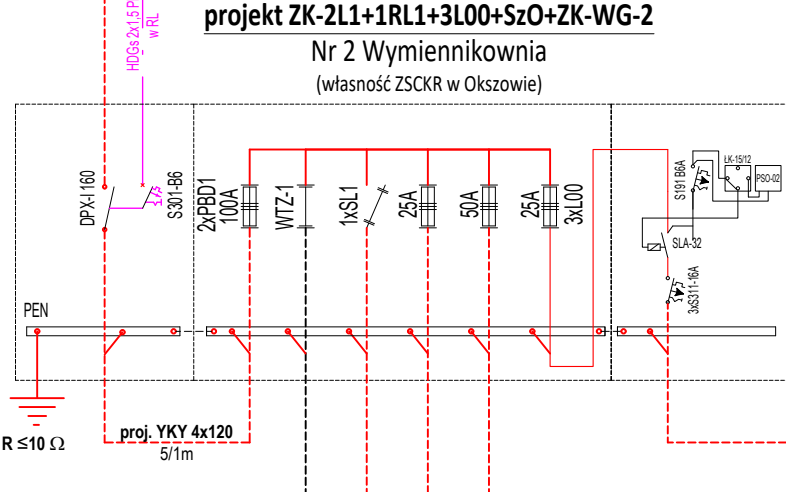 projekt ZK-2L1+1RL1+3L00+SzO+ZK-WG-2
Nr 2 Wymiennikownia
(własność ZSCKR w Okszowie)
HDGs 2x1,5 P
w RL
DPX-I 160
S301-B6
2xPBD1
100A
WTZ-1
1xSL1
25A
50A
25A
3xL00
S191 B6A
ŁK-15/12
PSO-02
SLA-32
3xS311-16A
PEN
R ≤10 Ω
proj. YKY 4x120
5/1m